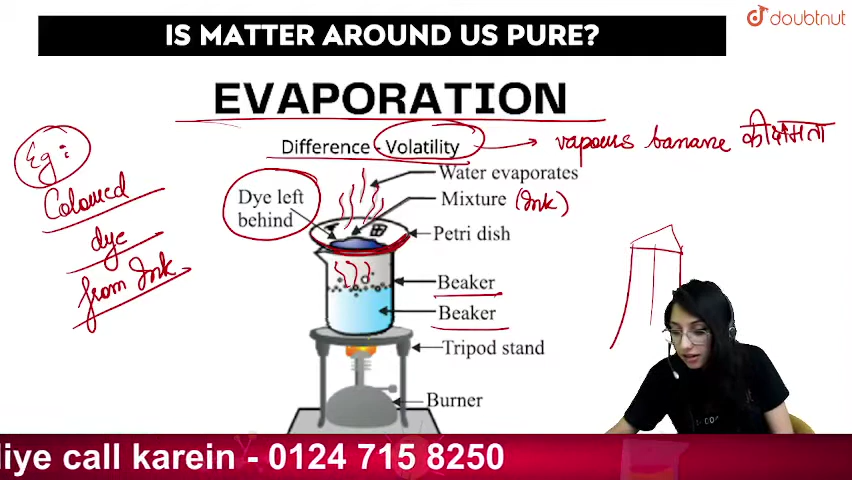 IS MATTER AROUND US PURE?
doubtnut
EVAPORATION
Difference - Volatility
vapours banane की क्षमता
Eg:
Coloured
dye
from Ink
Water evaporates
Dye left
behind
Mixture (Ink)
Petri dish
Beaker
Beaker
Tripod stand
Burner
liye call karein - 0124 715 8250